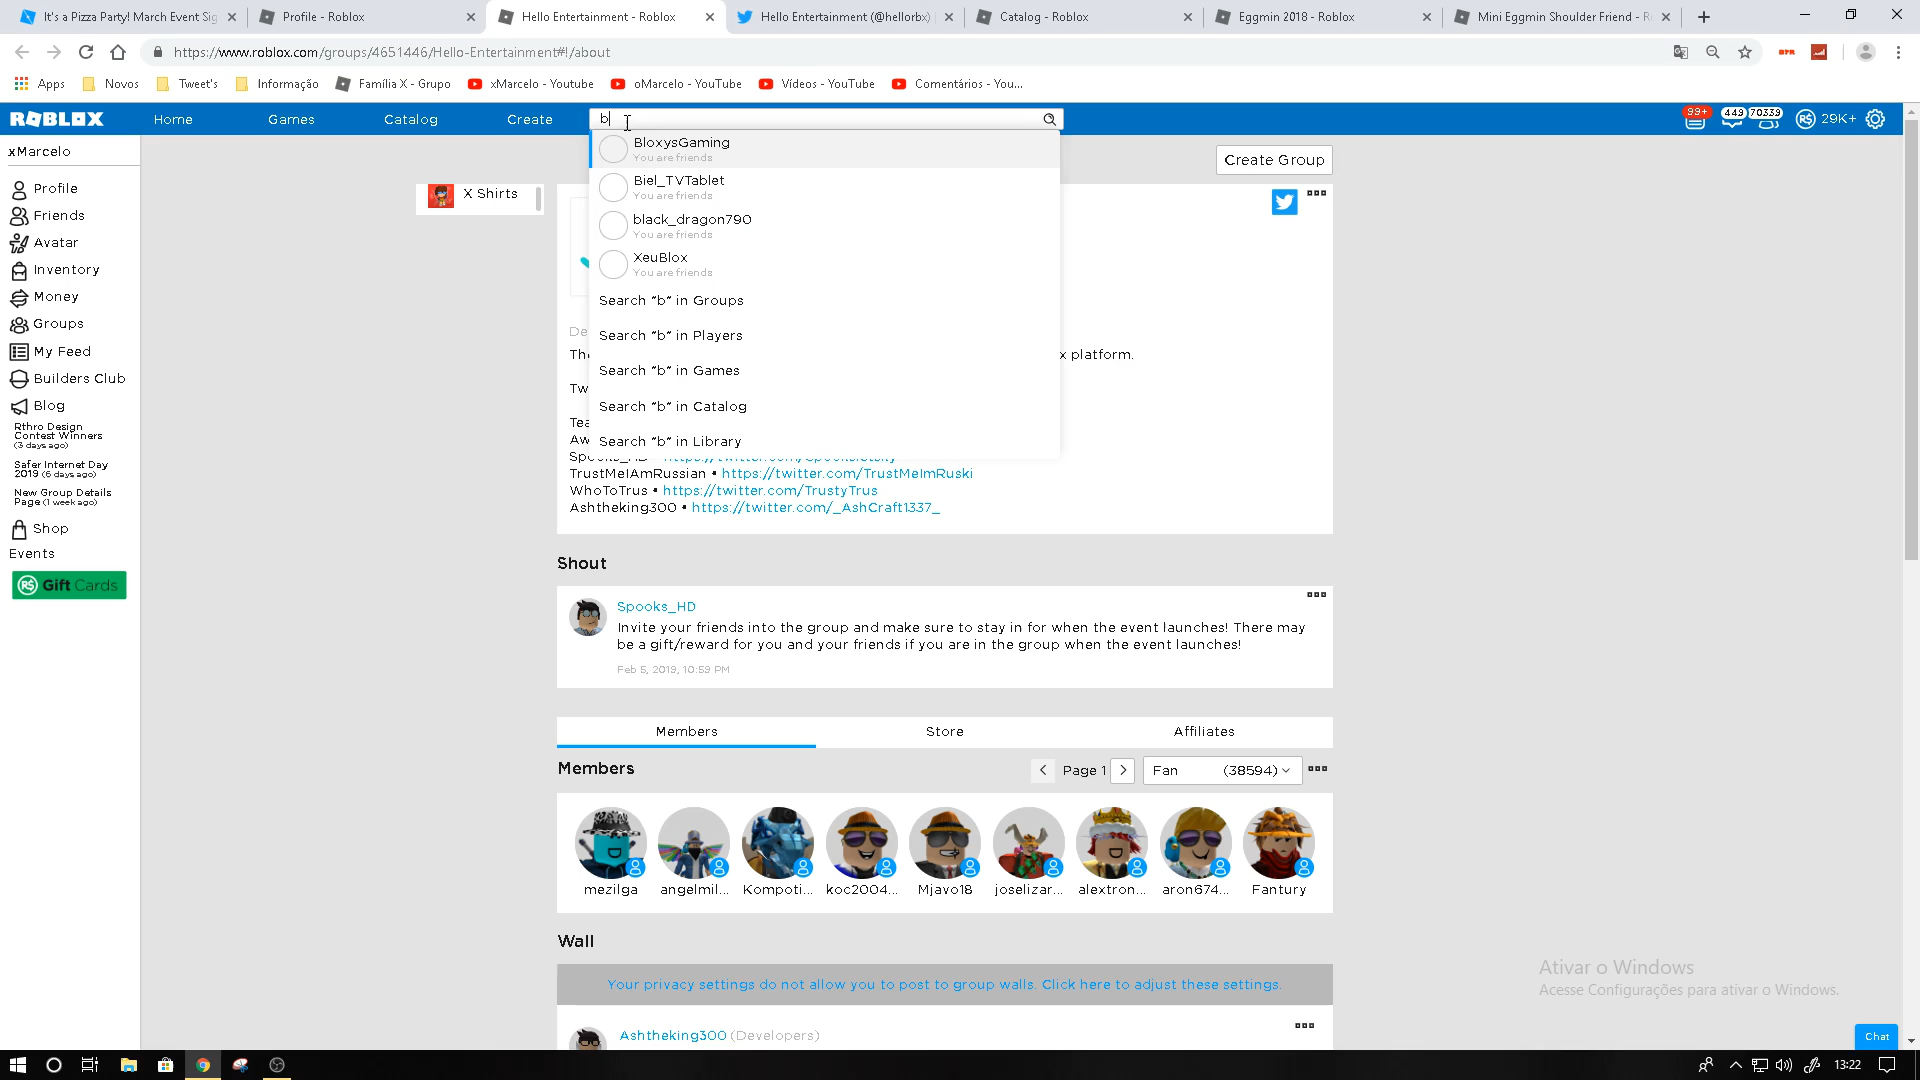 It's a Pizza Party! March Event Sig
Profile - Roblox
Hello Entertainment - Roblox
Hello Entertainment (@hellorbx)
Catalog - Roblox
Eggmin 2018 - Roblox
Mini Eggmin Shoulder Friend - R
https://www.roblox.com/groups/4651446/Hello-Entertainment#!/about
Apps
Novos
Tweet's
Informação
Família X - Grupo
xMarcelo - Youtube
oMarcelo - YouTube
Vídeos - YouTube
Comentários - You...
ROBLOX
Home
Games
Catalog
Create
b
99+
449
70339
R$ 29K+
xMarcelo
Profile
Friends
Avatar
Inventory
Money
Groups
My Feed
Builders Club
Blog
Rthro Design
Contest Winners
(3 days ago)
Safer Internet Day
2019 (6 days ago)
New Group Details
Page (1 week ago)
Shop
Events
R$ Gift Cards
X Shirts
Create Group
BloxysGaming
You are friends
Biel_TVTablet
You are friends
black_dragon790
You are friends
XeuBlox
You are friends
Search "b" in Groups
Search "b" in Players
Search "b" in Games
Search "b" in Catalog
Search "b" in Library
De
Th
x platform.
Tw
Tea
Aw
TrustMeIAmRussian • https://twitter.com/TrustMeImRuski
WhoToTrus • https://twitter.com/TrustyTrus
Ashtheking300 • https://twitter.com/_AshCraft1337_
Shout
Spooks_HD
Invite your friends into the group and make sure to stay in for when the event launches! There may
be a gift/reward for you and your friends if you are in the group when the event launches!
Feb 5, 2019, 10:59 PM
Members
Store
Affiliates
Members
Page 1
Fan (38594)
mezilga
angelmil...
Kompoti...
koc2004...
Mjavo18
joselizar...
alextron...
aron674...
Fantury
Wall
Your privacy settings do not allow you to post to group walls. Click here to adjust these settings.
Ashtheking300 (Developers)
Ativar o Windows
Acesse Configurações para ativar o Windows.
Chat
13:22